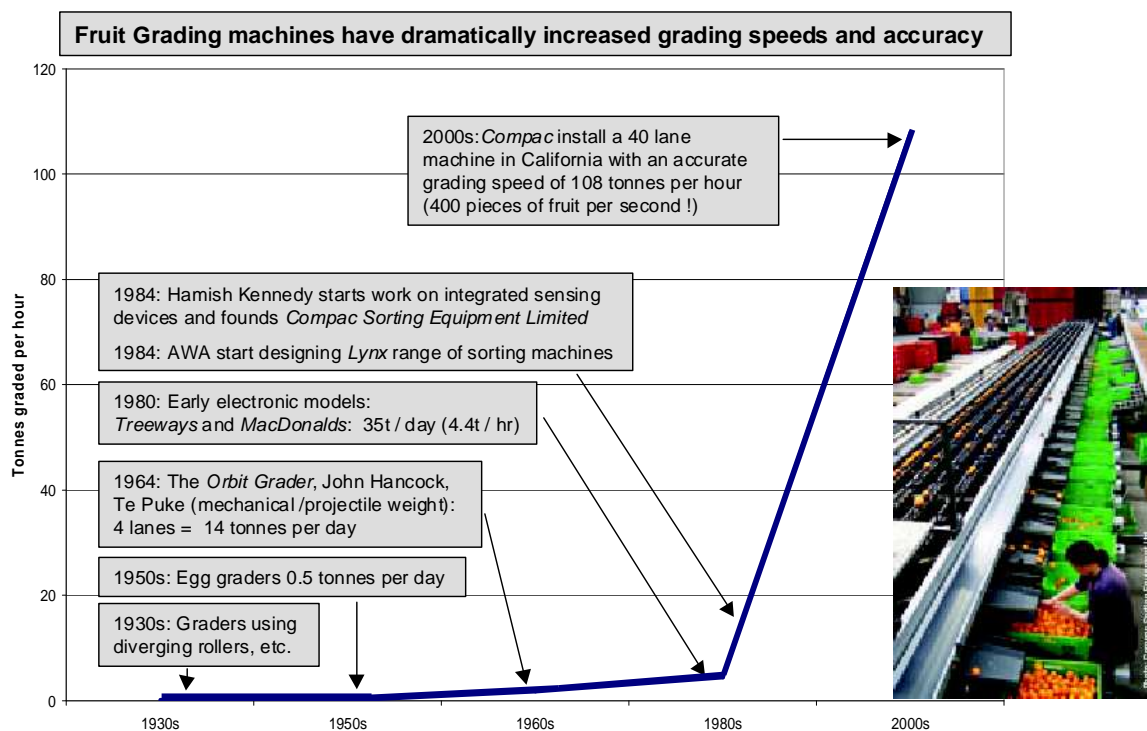 Fruit Grading machines have dramatically increased grading speeds and accuracy
120
100
80
60
40
20
0
Tonnes graded per hour
2000s: Compac install a 40 lane
machine in California with an accurate
grading speed of 108 tonnes per hour
(400 pieces of fruit per second !)
1984: Hamish Kennedy starts work on integrated sensing
devices and founds Compac Sorting Equipment Limited
1984: AWA start designing Lynx range of sorting machines
1980: Early electronic models:
Treeways and MacDonalds: 35t / day (4.4t / hr)
1964: The Orbit Grader, John Hancock,
Te Puke (mechanical /projectile weight):
4 lanes = 14 tonnes per day
1950s: Egg graders 0.5 tonnes per day
1930s: Graders using
diverging rollers, etc.
1930s
1950s
1960s
1980s
2000s